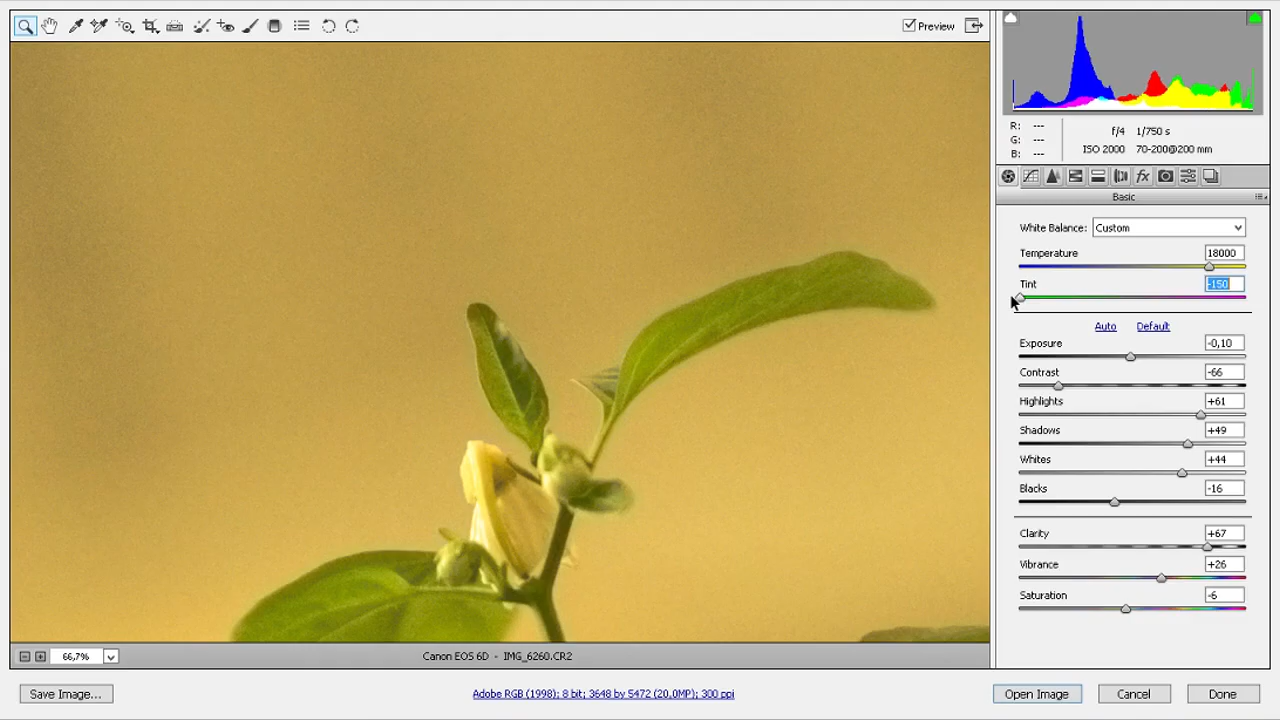 Preview
R: ---
G: ---
B: ---
f/4 1/750 s
ISO 2000 70-200@200 mm
fx
Basic
White Balance: Custom
Temperature 18000
Tint -150
Auto Default
Exposure -0,10
Contrast -66
Highlights +61
Shadows +49
Whites +44
Blacks -16
Clarity +67
Vibrance +26
Saturation -6
66,7%
Canon EOS 6D - IMG_6260.CR2
Save Image...
Adobe RGB (1998); 8 bit; 3648 by 5472 (20.0MP); 300 ppi
Open Image
Cancel
Done